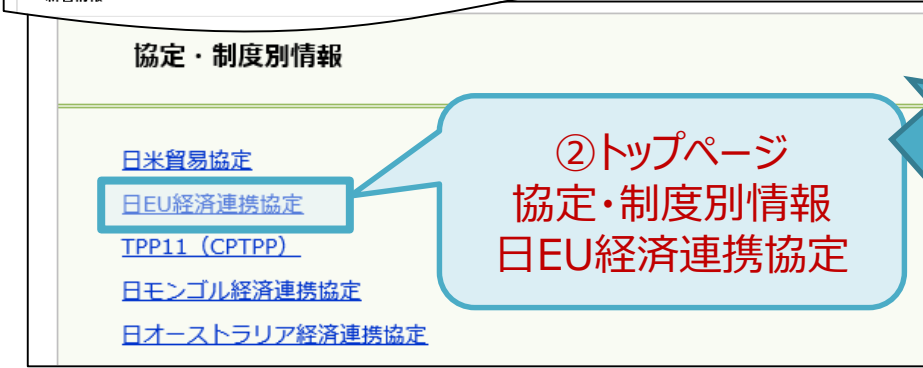 協定・制度別情報
日米貿易協定
日EU経済連携協定
TPP11（CPTPP）
日モンゴル経済連携協定
日オーストラリア経済連携協定
②トップページ
協定・制度別情報
日EU経済連携協定